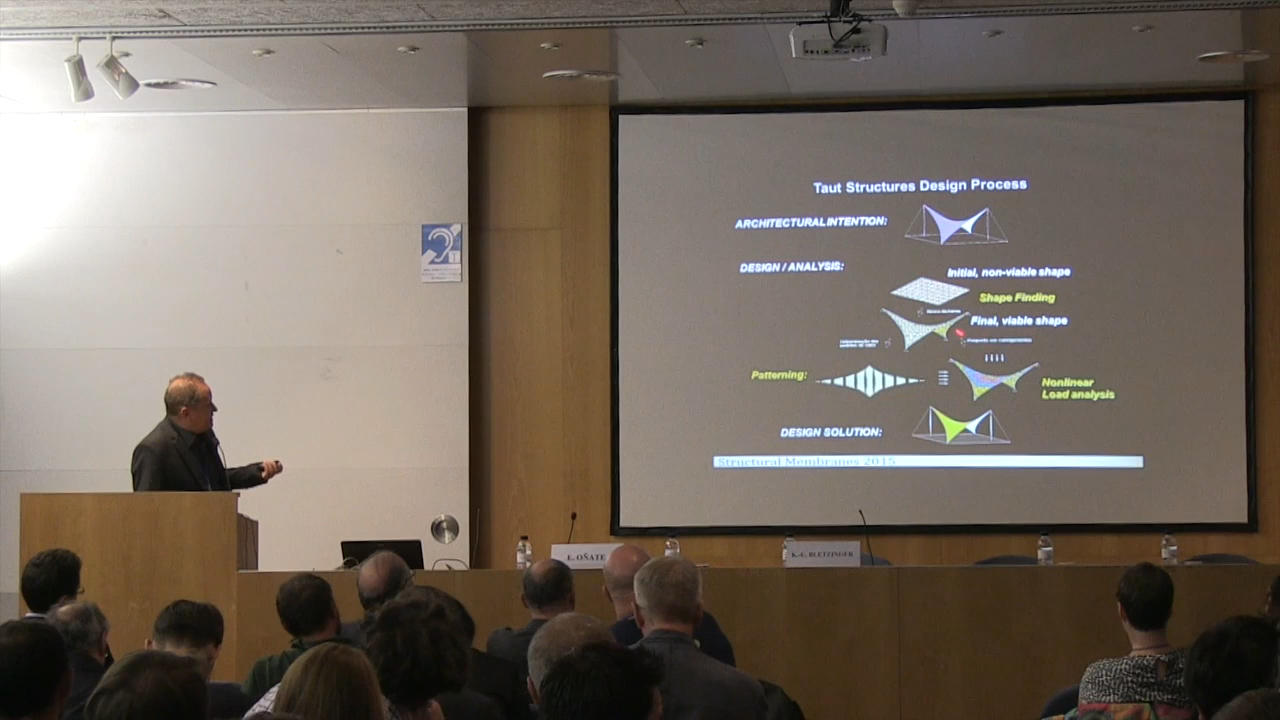 Taut Structures Design Process
ARCHITECTURAL INTENTION:
DESIGN / ANALYSIS:
Initial, non-viable shape
Shape Finding
Final, viable shape
Patterning:
Nonlinear
Load analysis
DESIGN SOLUTION:
Structural Membranes 2015
E. OÑATE
K.-U. BLETZINGER